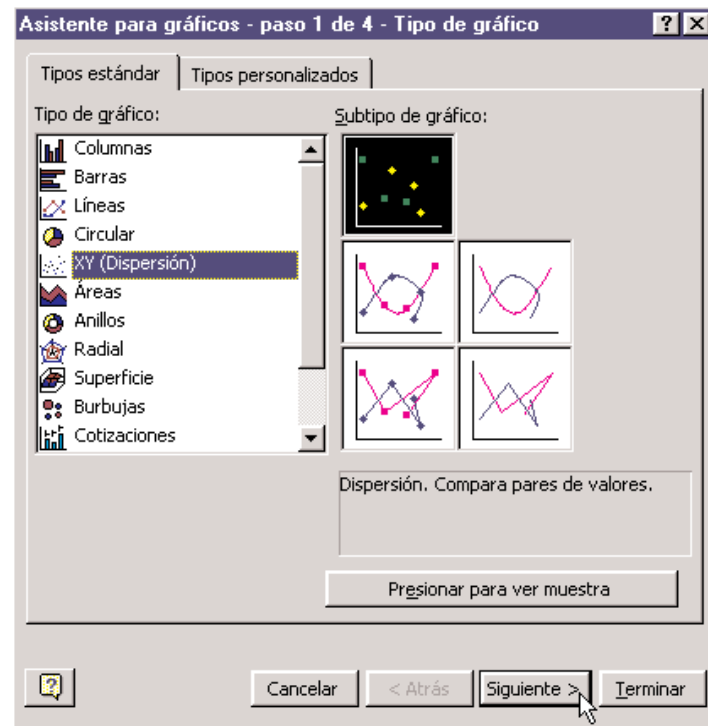 Asistente para gráficos - paso 1 de 4 - Tipo de gráfico
Tipos estándar
Tipos personalizados
Tipo de gráfico:
Columnas
Barras
Líneas
Circular
XY (Dispersión)
Áreas
Anillos
Radial
Superficie
Burbujas
Cotizaciones
Subtipo de gráfico:
Dispersión. Compara pares de valores.
Presionar para ver muestra
Cancelar
< Atrás
Siguiente >
Terminar